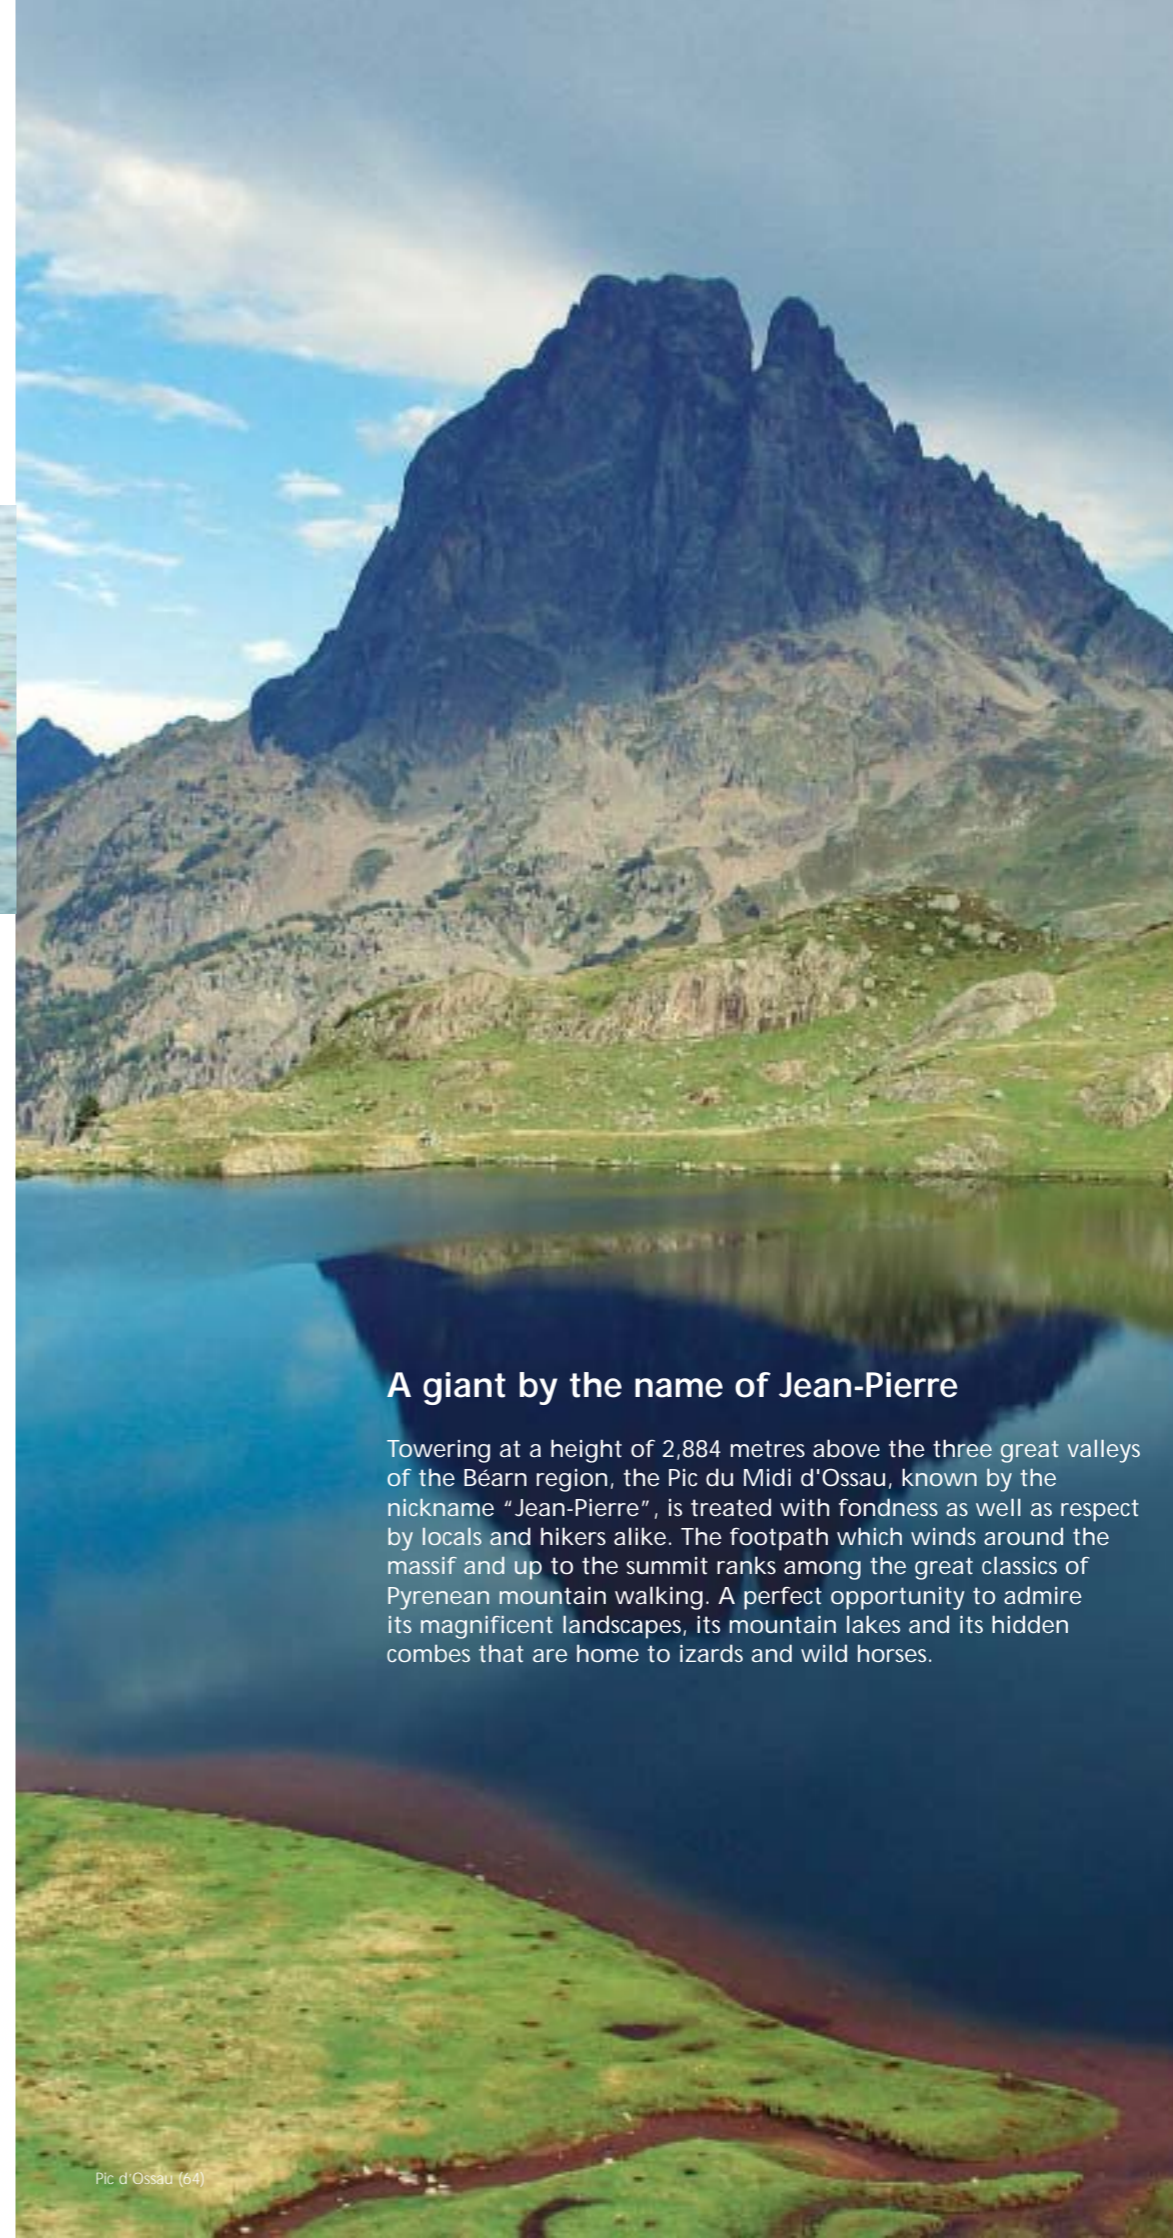 A giant by the name of Jean-Pierre
Towering at a height of 2,884 metres above the three great valleys
of the Béarn region, the Pic du Midi d'Ossau, known by the
nickname “Jean-Pierre”, is treated with fondness as well as respect
by locals and hikers alike. The footpath which winds around the
massif and up to the summit ranks among the great classics of
Pyrenean mountain walking. A perfect opportunity to admire
its magnificent landscapes, its mountain lakes and its hidden
combes that are home to izards and wild horses.
Pic d'Ossau (64)